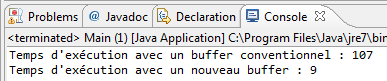 Problems @ Javadoc Declaration Console
<terminated> Main (1) [Java Application] C:\Program Files\Java\jre7\bin\
Temps d'exécution avec un buffer conventionnel : 107
Temps d'exécution avec un nouveau buffer : 9